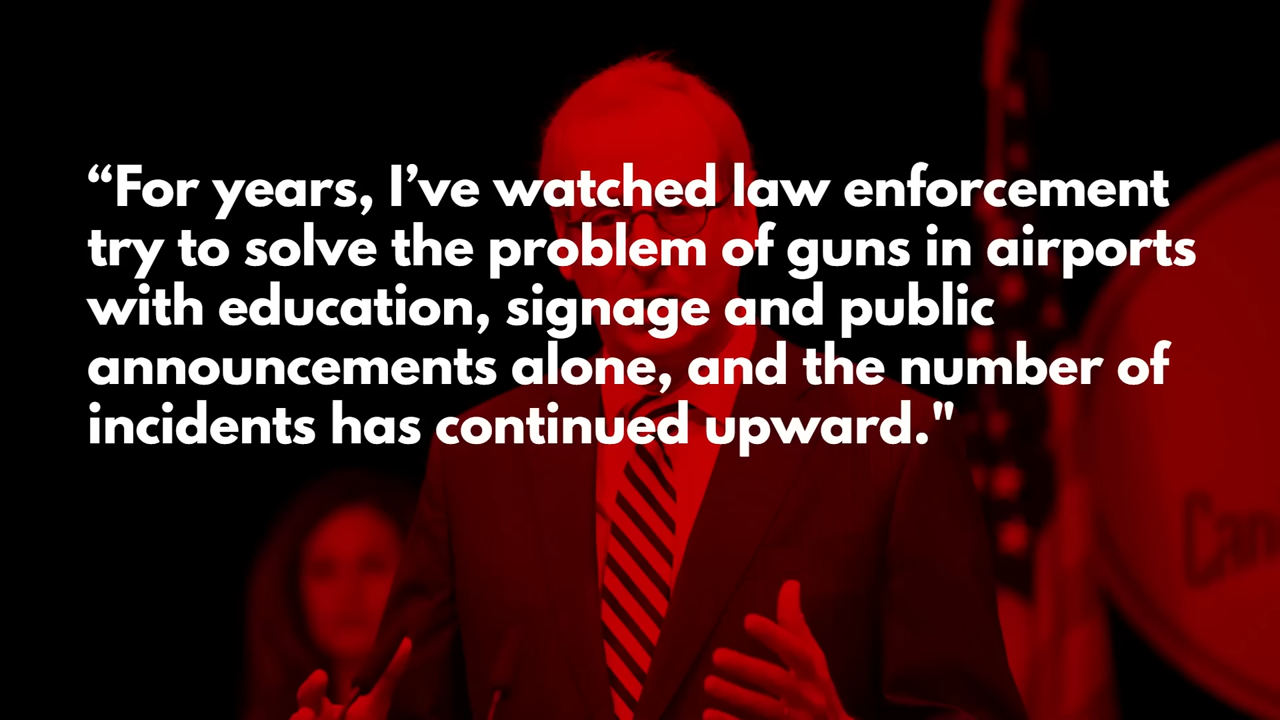 “For years, I’ve watched law enforcement
try to solve the problem of guns in airports
with education, signage and public
announcements alone, and the number of
incidents has continued upward."
Can